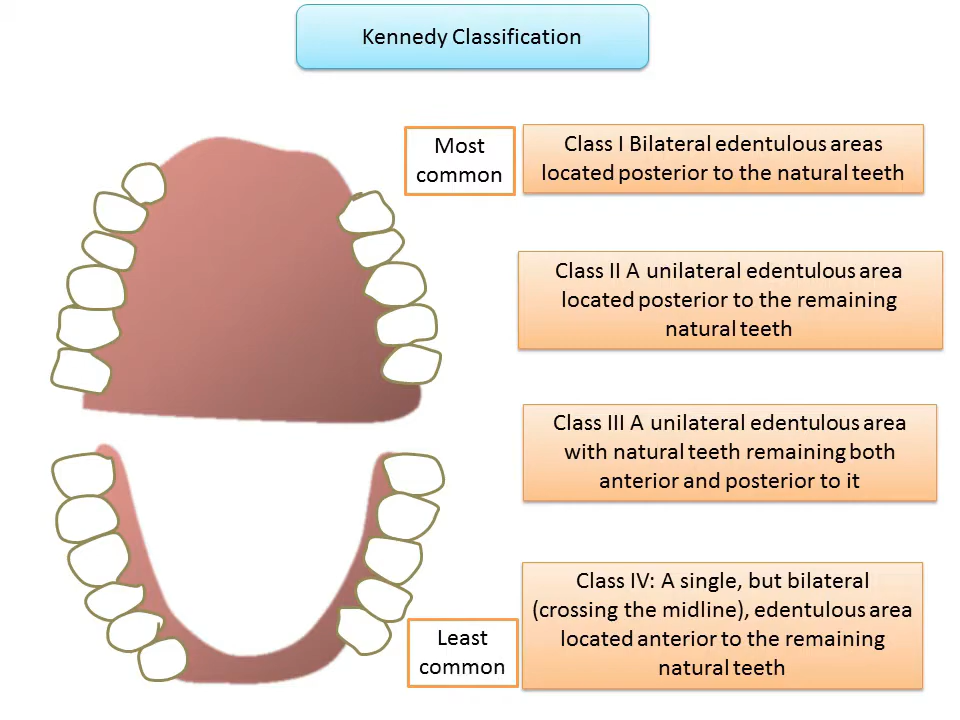 Kennedy Classification
Most
common
Class I Bilateral edentulous areas
located posterior to the natural teeth
Class II A unilateral edentulous area
located posterior to the remaining
natural teeth
Class III A unilateral edentulous area
with natural teeth remaining both
anterior and posterior to it
Class IV: A single, but bilateral
(crossing the midline), edentulous area
located anterior to the remaining
natural teeth
Least
common